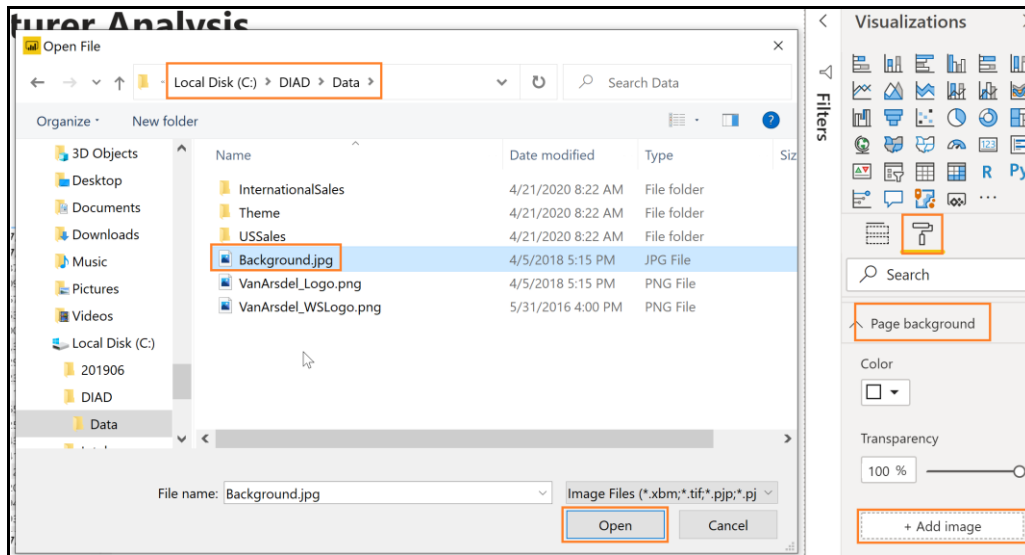 turer Analysis
Open File
Local Disk (C:) > DIAD > Data >
Search Data
Organize
New folder
?
3D Objects
Desktop
Documents
Downloads
Music
Pictures
Videos
Local Disk (C:)
201906
DIAD
Data
Name Date modified Type Siz
InternationalSales 4/21/2020 8:22 AM File folder
Theme 4/21/2020 8:22 AM File folder
USSales 4/21/2020 8:22 AM File folder
Background.jpg 4/5/2018 5:15 PM JPG File
VanArsdel_Logo.png 4/5/2018 5:15 PM PNG File
VanArsdel_WSLogo.png 5/31/2016 4:00 PM PNG File
File name: Background.jpg
Image Files (*.xbm;*.tif;*.pjp;*.pj
Open Cancel
Filters
Visualizations
123
R Py
...
Search
Page background
Color
Transparency
100 %
+ Add image